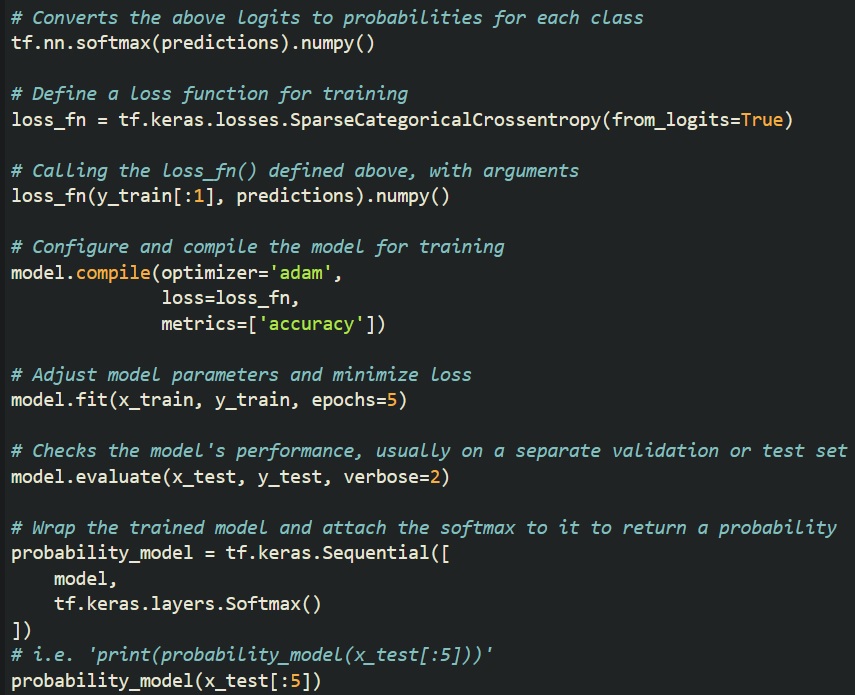 # Converts the above logits to probabilities for each class
tf.nn.softmax(predictions).numpy()

# Define a loss function for training
loss_fn = tf.keras.losses.SparseCategoricalCrossentropy(from_logits=True)

# Calling the loss_fn() defined above, with arguments
loss_fn(y_train[:1], predictions).numpy()

# Configure and compile the model for training
model.compile(optimizer='adam',
              loss=loss_fn,
              metrics=['accuracy'])

# Adjust model parameters and minimize loss
model.fit(x_train, y_train, epochs=5)

# Checks the model's performance, usually on a separate validation or test set
model.evaluate(x_test, y_test, verbose=2)

# Wrap the trained model and attach the softmax to it to return a probability
probability_model = tf.keras.Sequential([
    model,
    tf.keras.layers.Softmax()
])
# i.e. 'print(probability_model(x_test[:5]))'
probability_model(x_test[:5])